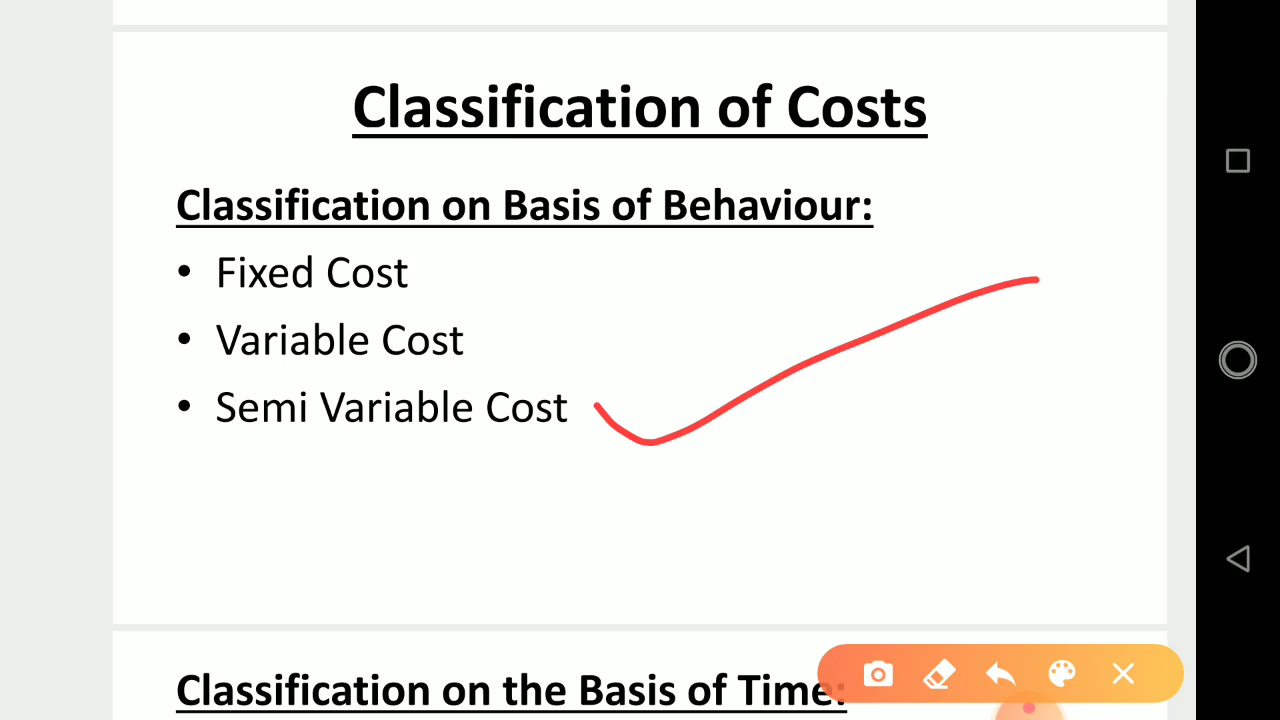 Classification of Costs
Classification on Basis of Behaviour:
• Fixed Cost
• Variable Cost
• Semi Variable Cost
Classification on the Basis of Time: